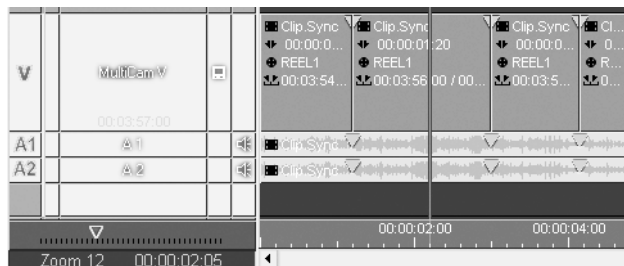 Clip.Sync Clip.Sync Clip.Sync Cl...
00:00:0... 00:00:01:20 00:00:0... 0...
REEL1 REEL1 REEL1 R...
00:03:54... 00:03:56:00 / 00... 00:03:5... 0...
V MultiCam V
00:03:57:00
A1 A1 Clip.Sync
A2 A2 Clip.Sync
00:00:02:00 00:00:04:00
Zoom 12 00:00:02:05